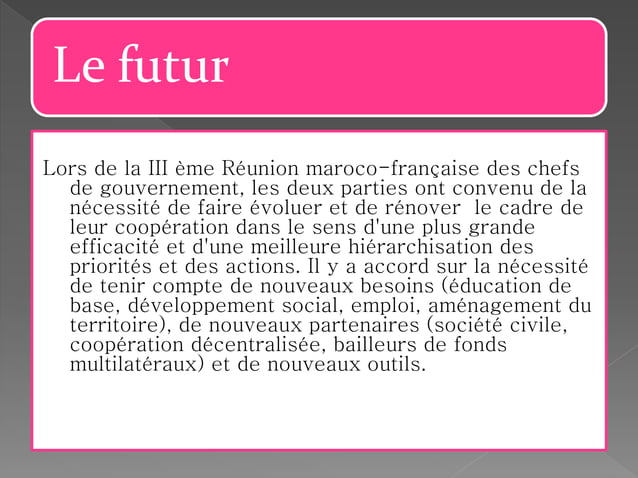 Le futur
Lors de la III ème Réunion maroco-française des chefs
de gouvernement, les deux parties ont convenu de la
nécessité de faire évoluer et de rénover  le cadre de
leur coopération dans le sens d'une plus grande
efficacité et d'une meilleure hiérarchisation des
priorités et des actions. Il y a accord sur la nécessité
de tenir compte de nouveaux besoins (éducation de
base, développement social, emploi, aménagement du
territoire), de nouveaux partenaires (société civile,
coopération décentralisée, bailleurs de fonds
multilatéraux) et de nouveaux outils.